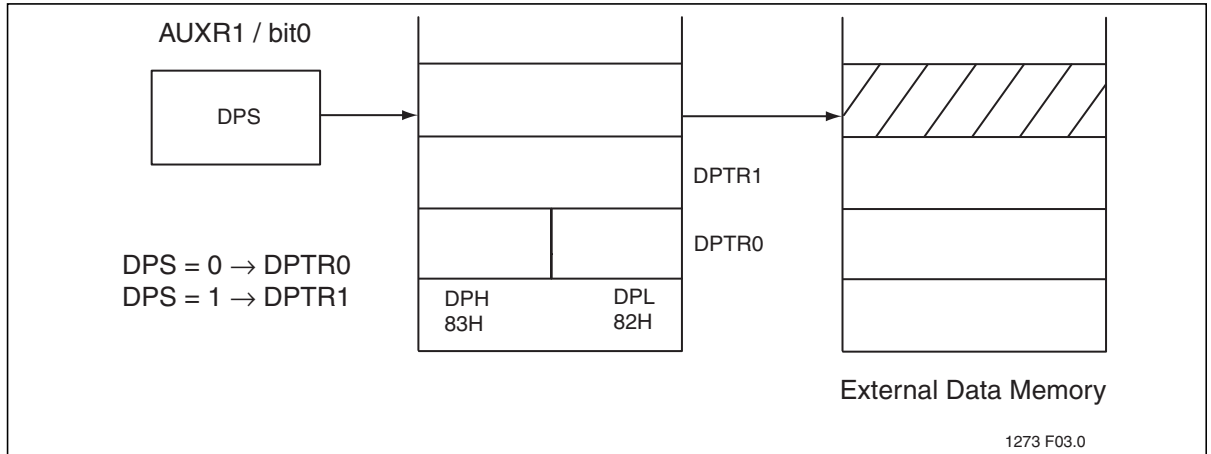 AUXR1 / bit0
DPS
DPTR1
DPTR0
DPS = 0 → DPTR0
DPS = 1 → DPTR1
DPH DPL
83H 82H
External Data Memory
1273 F03.0